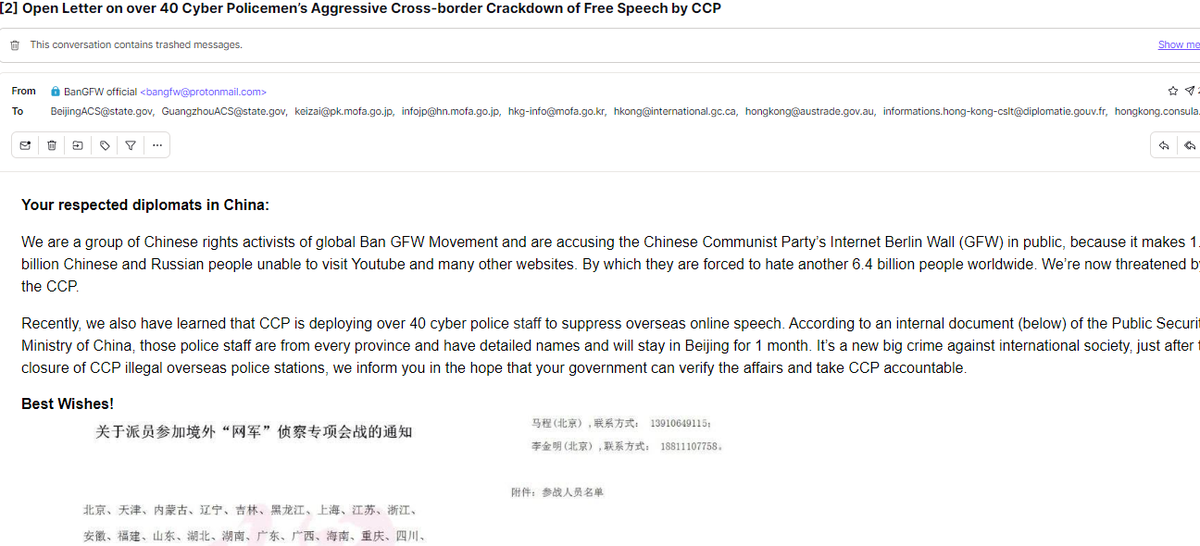 [2] Open Letter on over 40 Cyber Policemen’s Aggressive Cross-border Crackdown of Free Speech by CCP
This conversation contains trashed messages.
Show me
From BanGFW official <bangfw@protonmail.com>
To BeijingACS@state.gov, GuangzhouACS@state.gov, keizai@pk.mofa.go.jp, infojp@hn.mofa.go.jp, hkg-info@mofa.go.kr, hkong@international.gc.ca, hongkong@austrade.gov.au, informations.hong-kong-cslt@diplomatie.gouv.fr, hongkong.consula
Your respected diplomats in China:
We are a group of Chinese rights activists of global Ban GFW Movement and are accusing the Chinese Communist Party’s Internet Berlin Wall (GFW) in public, because it makes 1.
billion Chinese and Russian people unable to visit Youtube and many other websites. By which they are forced to hate another 6.4 billion people worldwide. We’re now threatened b
the CCP.
Recently, we also have learned that CCP is deploying over 40 cyber police staff to suppress overseas online speech. According to an internal document (below) of the Public Securit
Ministry of China, those police staff are from every province and have detailed names and will stay in Beijing for 1 month. It’s a new big crime against international society, just after
closure of CCP illegal overseas police stations, we inform you in the hope that your government can verify the affairs and take CCP accountable.
Best Wishes!
关于派员参加境外“网军”侦察专项会战的通知
北京、天津、内蒙古、辽宁、吉林、黑龙江、上海、江苏、浙江、
安徽、福建、山东、湖北、湖南、广东、广西、海南、重庆、四川、
马程(北京),联系方式: 13910649115;
李金明(北京),联系方式: 18811107758。
附件: 参战人员名单